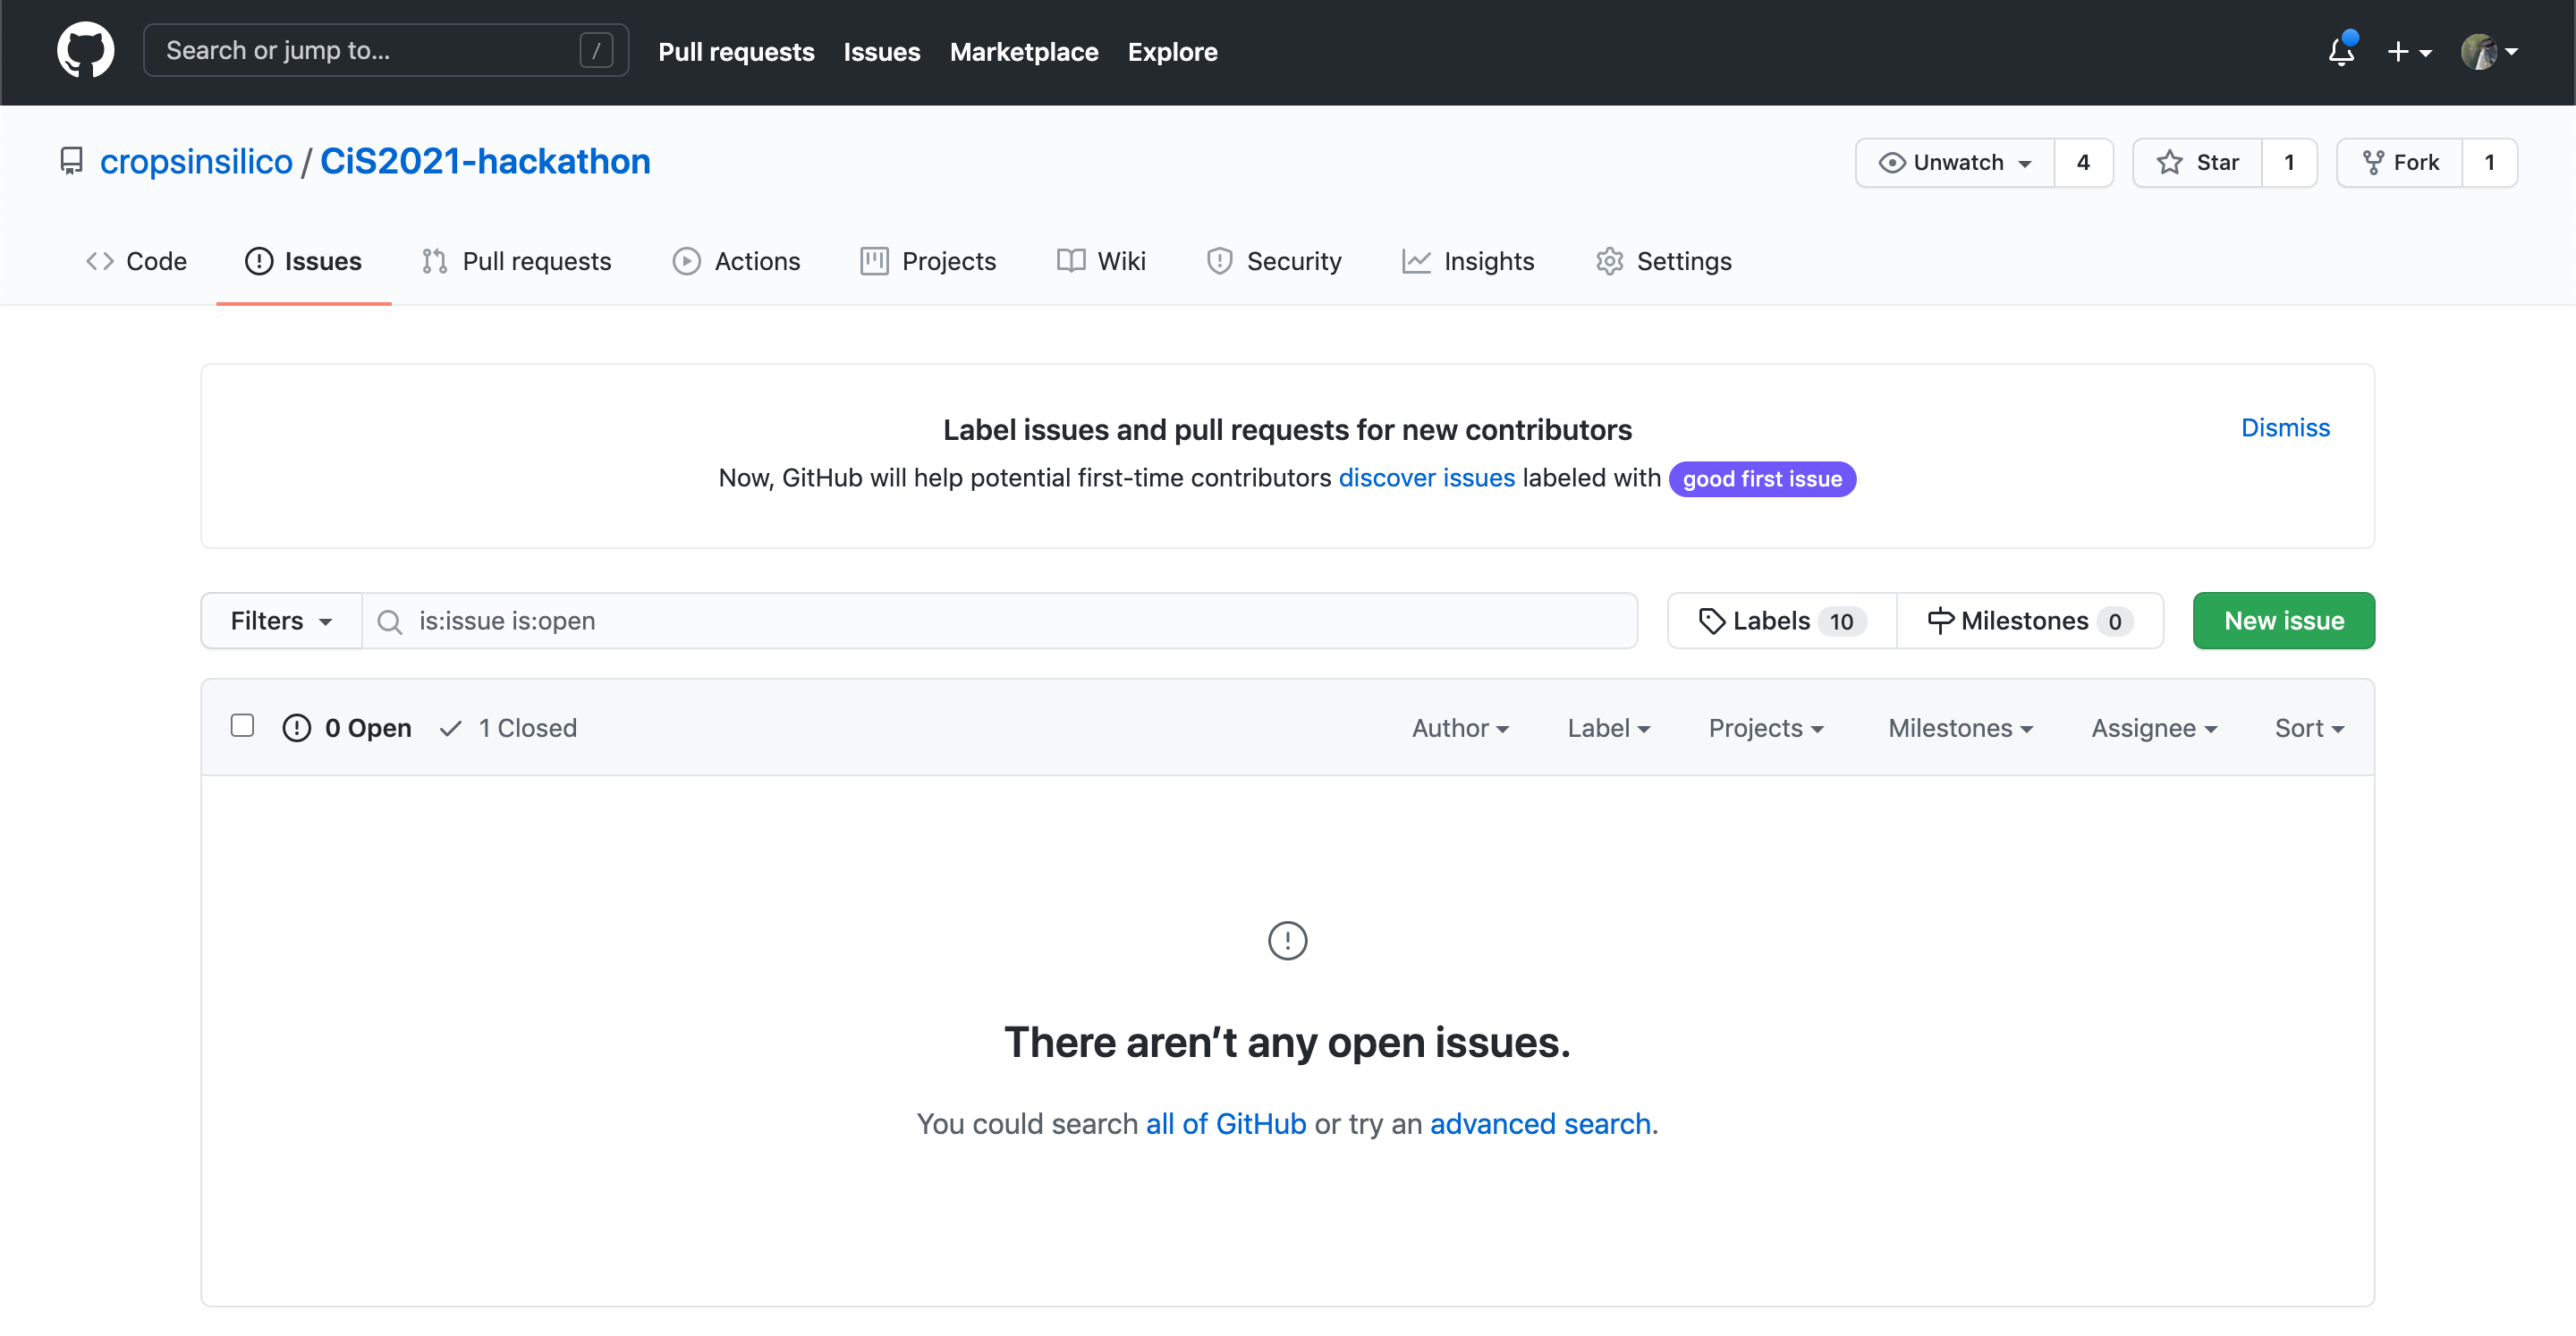 Search or jump to... / Pull requests Issues Marketplace Explore
cropsinsilico / CiS2021-hackathon Unwatch 4 Star 1 Fork 1
Code Issues Pull requests Actions Projects Wiki Security Insights Settings
Label issues and pull requests for new contributors Dismiss
Now, GitHub will help potential first-time contributors discover issues labeled with good first issue
Filters is:issue is:open Labels 10 Milestones 0 New issue
0 Open 1 Closed Author Label Projects Milestones Assignee Sort
There aren’t any open issues.
You could search all of GitHub or try an advanced search.